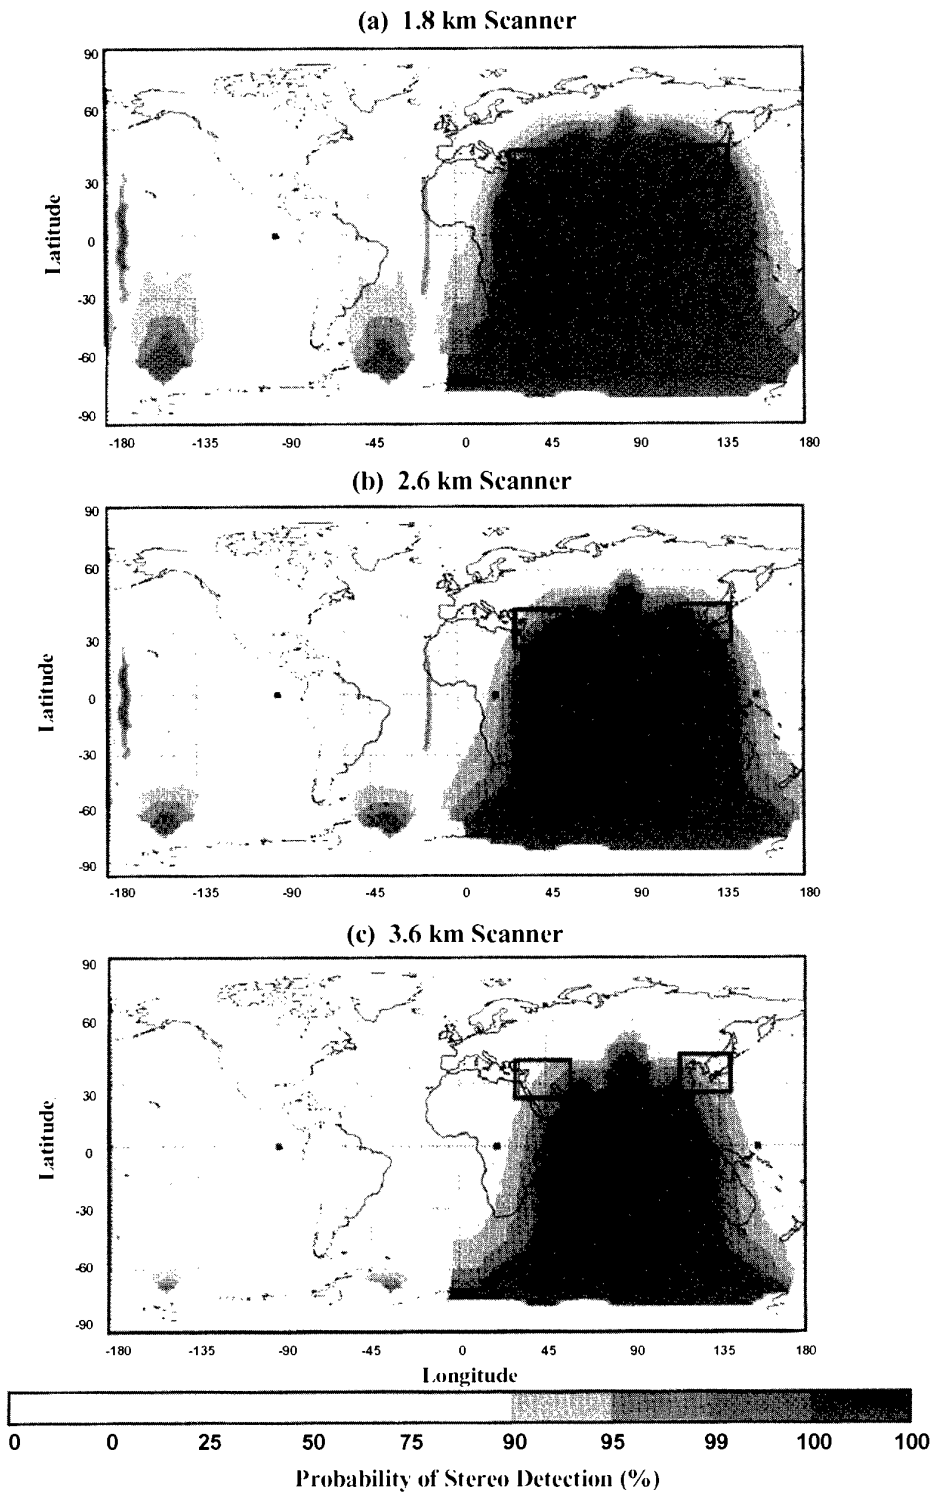 (a) 1.8 km Scanner
90
60
30
0
-30
-60
-90
Latitude
-180 -135 -90 -45 0 45 90 135 180
(b) 2.6 km Scanner
90
60
30
0
-30
-60
-90
Latitude
-180 -135 -90 -45 0 45 90 135 180
(c) 3.6 km Scanner
90
60
30
0
-30
-60
-90
Latitude
-180 -135 -90 -45 0 45 90 135 180
Longitude
0 0 25 50 75 90 95 99 100 100
Probability of Stereo Detection (%)